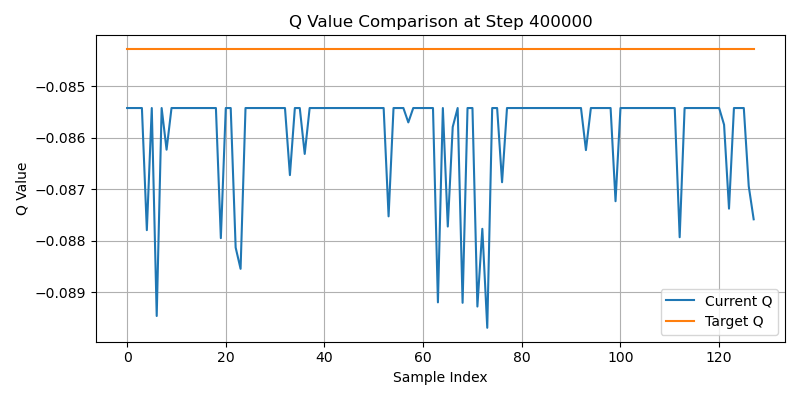 Q Value Comparison at Step 400000
Q Value
−0.085
−0.086
−0.087
−0.088
−0.089
0
20
40
60
80
100
120
Sample Index
Current Q
Target Q